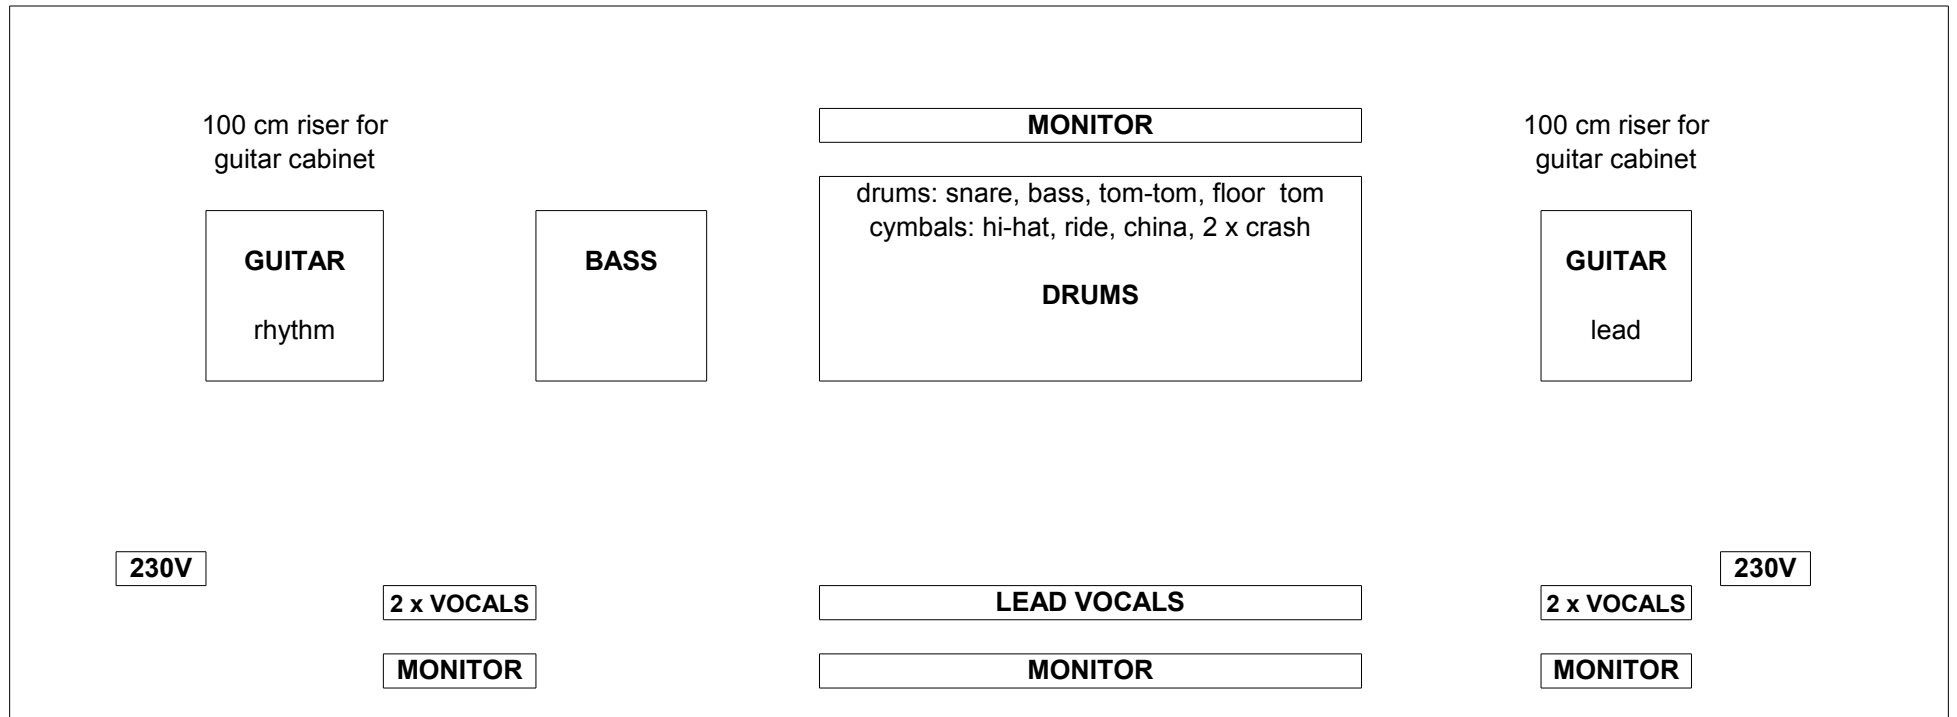 100 cm riser for
guitar cabinet
MONITOR
100 cm riser for
guitar cabinet
drums: snare, bass, tom-tom, floor  tom
cymbals: hi-hat, ride, china, 2 x crash
GUITAR
BASS
DRUMS
GUITAR
rhythm
lead
230V
230V
2 x VOCALS
LEAD VOCALS
2 x VOCALS
MONITOR
MONITOR
MONITOR